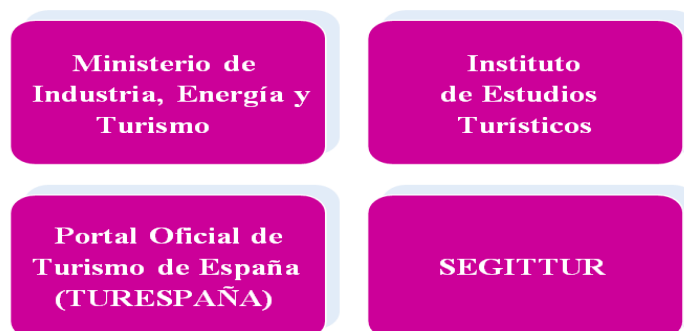 Ministerio de
Industria, Energía y
Turismo
Instituto
de Estudios
Turísticos
Portal Oficial de
Turismo de España
(TURESPAÑA)
SEGITTUR